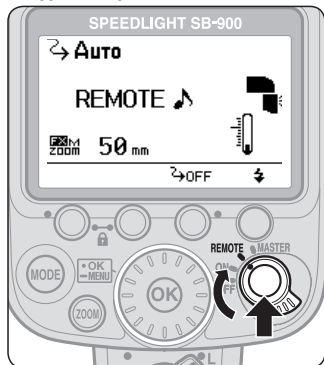 SPEEDLIGHT SB-900
AUTO
REMOTE
FX M
ZOOM 50 mm
OFF
REMOTE MASTER
ON
OFF
MODE
OK
MENU
ZOOM
OK
L